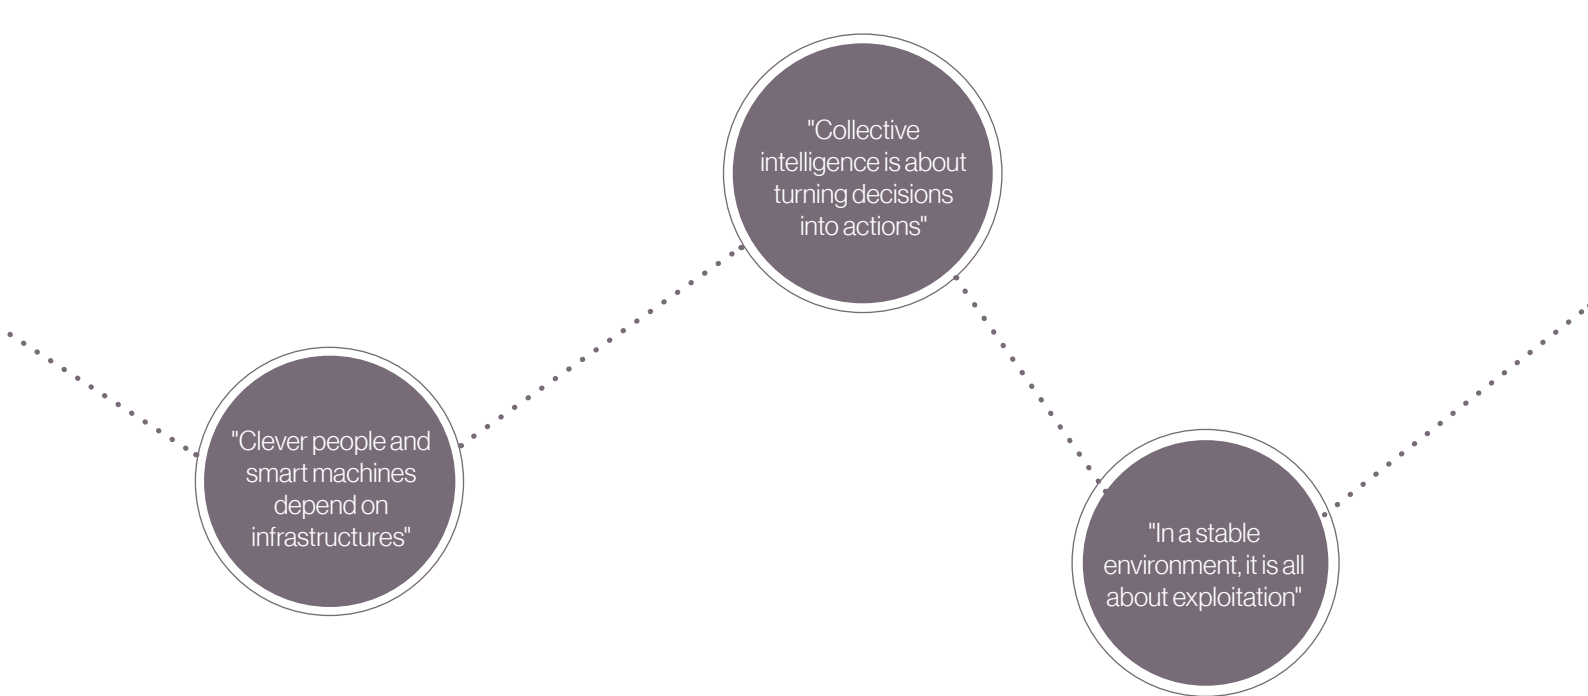 "Clever people and
smart machines
depend on
infrastructures"
"Collective
intelligence is about
turning decisions
into actions"
"In a stable
environment, it is all
about exploitation"